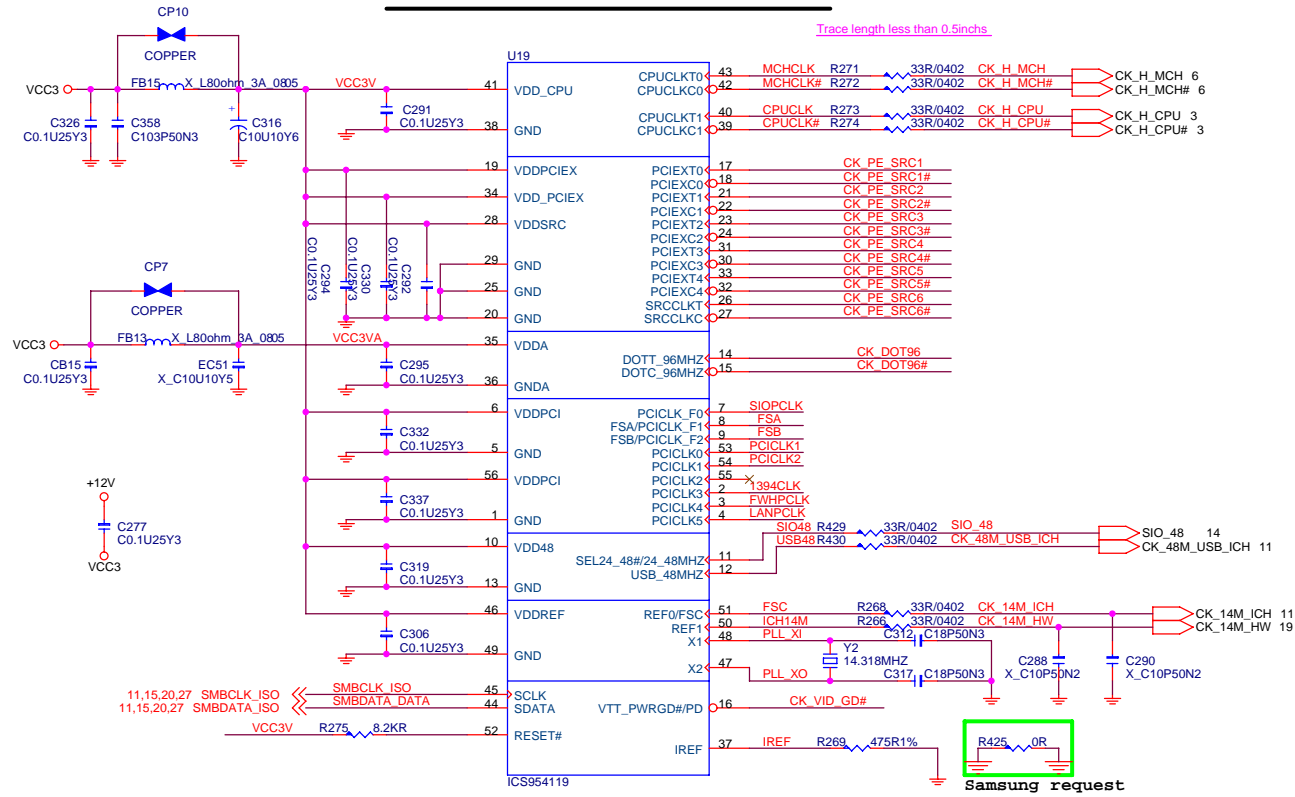 CP10
COPPER
Trace length less than 0.5inchs
U19
VCC3
FB15
X_L80ohm_3A_0805
VCC3V
C326
C0.1U25Y3
C358
C103P50N3
C316
C10U10Y6
+
C291
C0.1U25Y3
41 VDD_CPU
38 GND
CPUCLKT0 43 MCHCLK R271 33R/0402 CK_H_MCH CK_H_MCH 6
CPUCLKC0 42 MCHCLK# R272 33R/0402 CK_H_MCH# CK_H_MCH# 6
CPUCLKT1 40 CPUCLK R273 33R/0402 CK_H_CPU CK_H_CPU 3
CPUCLKC1 39 CPUCLK# R274 33R/0402 CK_H_CPU# CK_H_CPU# 3
19 VDDPCIEX
34 VDD_PCIEX
28 VDDSRC
29 GND
25 GND
20 GND
C0.1U25Y3
C294
C0.1U25Y3
C330
C0.1U25Y3
C292
PCIEXT0 17 CK_PE_SRC1
PCIEXC0 18 CK_PE_SRC1#
PCIEXT1 21 CK_PE_SRC2
PCIEXC1 22 CK_PE_SRC2#
PCIEXT2 23 CK_PE_SRC3
PCIEXC2 24 CK_PE_SRC3#
PCIEXT3 31 CK_PE_SRC4
PCIEXC3 30 CK_PE_SRC4#
PCIEXT4 33 CK_PE_SRC5
PCIEXC4 32 CK_PE_SRC5#
SRCCLKT 26 CK_PE_SRC6
SRCCLKC 27 CK_PE_SRC6#
CP7
COPPER
VCC3
FB13
X_L80ohm_3A_0805
VCC3VA
CB15
C0.1U25Y3
EC51
X_C10U10Y5
C295
C0.1U25Y3
35 VDDA
36 GNDA
DOTT_96MHZ 14 CK_DOT96
DOTC_96MHZ 15 CK_DOT96#
6 VDDPCI
C332
C0.1U25Y3
5 GND
56 VDDPCI
C337
C0.1U25Y3
1 GND
PCICLK_F0 7 SIOPCLK
FSA/PCICLK_F1 8 FSA
FSB/PCICLK_F2 9 FSB
PCICLK0 53 PCICLK1
PCICLK1 54 PCICLK2
PCICLK2 55
PCICLK3 2 1394CLK
PCICLK4 3 FWHPCLK
PCICLK5 4 LANPCLK
+12V
C277
C0.1U25Y3
VCC3
10 VDD48
C319
C0.1U25Y3
13 GND
SEL24_48#/24_48MHZ 11 SIO48 R429 33R/0402 SIO_48 SIO_48 14
USB_48MHZ 12 USB48 R430 33R/0402 CK_48M_USB_ICH CK_48M_USB_ICH 11
46 VDDREF
C306
C0.1U25Y3
49 GND
REF0/FSC 51 FSC R268 33R/0402 CK_14M_ICH CK_14M_ICH 11
REF1 50 ICH14M R266 33R/0402 CK_14M_HW CK_14M_HW 19
X1 48 PLL_XI C312 C18P50N3
Y2
14.318MHZ
X2 47 PLL_XO C317 C18P50N3
C288
X_C10P50N2
C290
X_C10P50N2
11,15,20,27 SMBCLK_ISO SMBCLK_ISO 45 SCLK
11,15,20,27 SMBDATA_ISO SMBDATA_DATA 44 SDATA
VCC3V R275 8.2KR 52 RESET#
VTT_PWRGD#/PD 16 CK_VID_GD#
IREF 37 IREF R269 475R1%
R425 0R
Samsung request
ICS954119